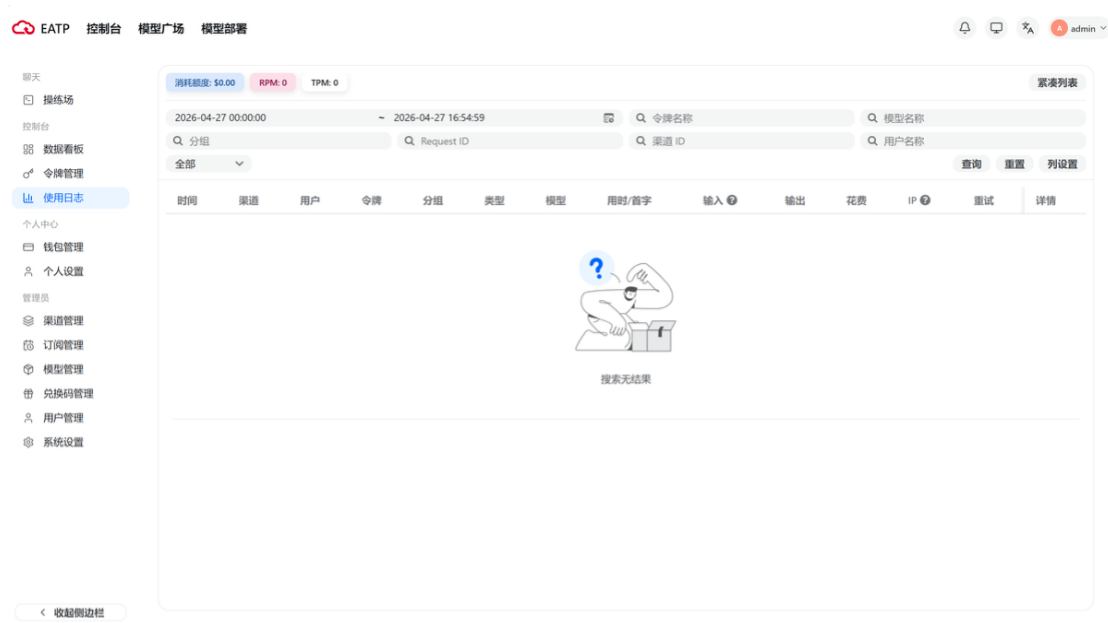 EATP 控制台 模型广场 模型部署 A admin
聊天
操练场
控制台
数据看板
令牌管理
使用日志
个人中心
钱包管理
个人设置
管理员
渠道管理
订阅管理
模型管理
兑换码管理
用户管理
系统设置
收起侧边栏
消耗额度: $0.00 RPM: 0 TPM: 0 紧凑列表
2026-04-27 00:00:00 ~ 2026-04-27 16:54:59 令牌名称 模型名称
分组 Request ID 渠道 ID 用户名称
全部 查询 重置 列设置
时间 渠道 用户 令牌 分组 类型 模型 用时/首字 输入 输出 花费 IP 重试 详情
搜索无结果